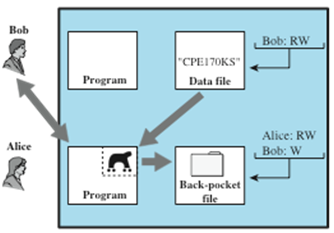 Bob
Bob: RW
"CPE170KS"
Program
Data file
Alice
Alice: RW
Bob: W
Program
Back-pocket
file